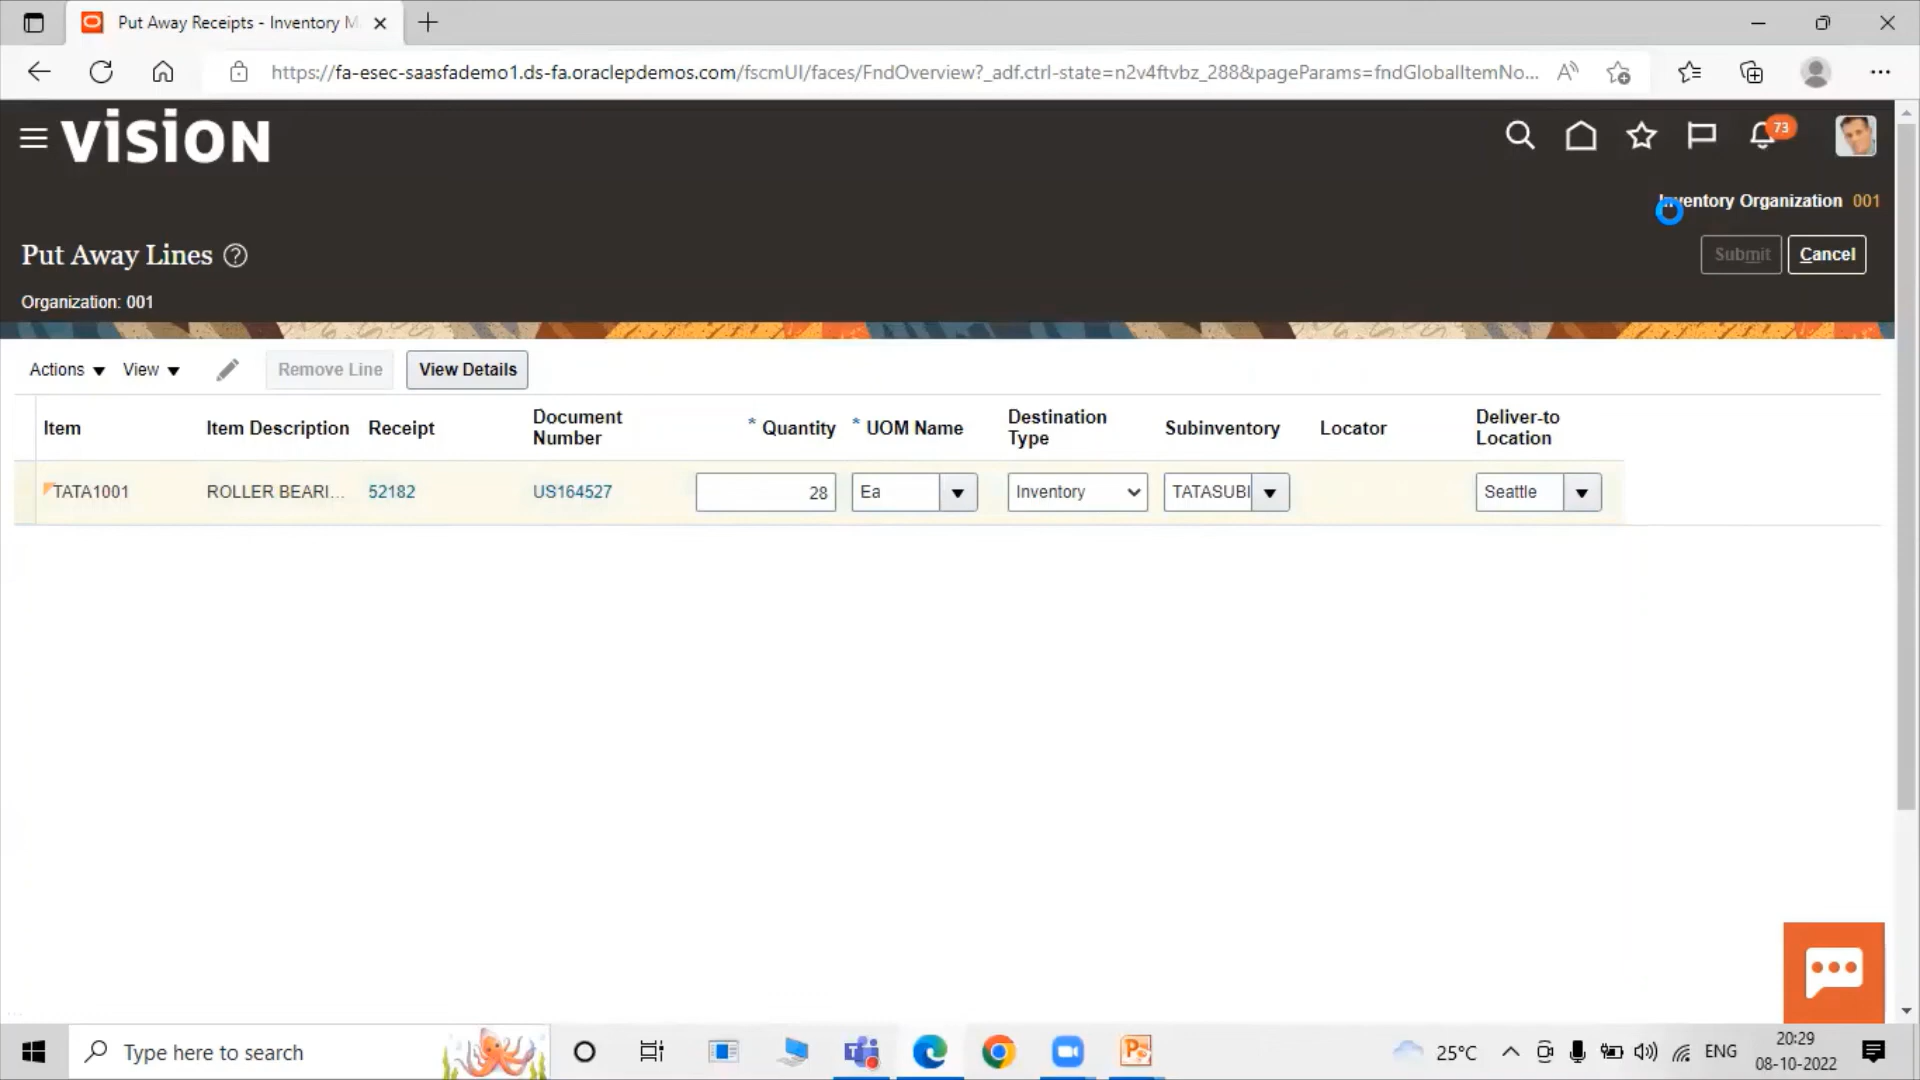 Put Away Receipts - Inventory M
https://fa-esec-saasfademo1.ds-fa.oraclepdemos.com/fscmUI/faces/FndOverview?_adf.ctrl-state=n2v4ftvbz_288&pageParams=fndGlobalItemNo...
VISION
73
Inventory Organization 001
Put Away Lines
Submit Cancel
Organization: 001
Actions View Remove Line View Details
Item Item Description Receipt Document Number * Quantity * UOM Name Destination Type Subinventory Locator Deliver-to Location
TATA1001 ROLLER BEARI... 52182 US164527 28 Ea Inventory TATASUBI Seattle
Type here to search
25°C
ENG
20:29
08-10-2022